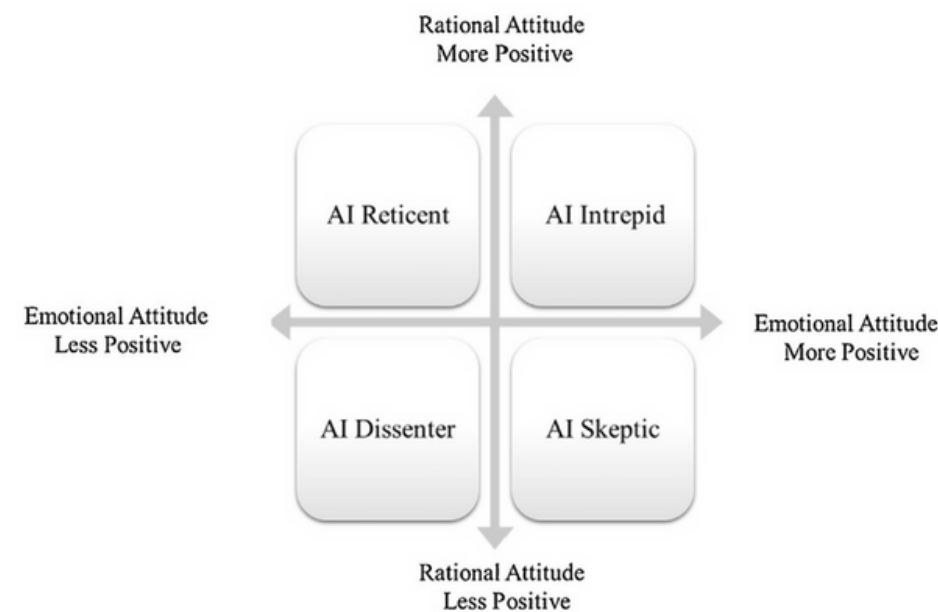 Rational Attitude
More Positive
AI Reticent
AI Intrepid
Emotional Attitude
Less Positive
Emotional Attitude
More Positive
AI Dissenter
AI Skeptic
Rational Attitude
Less Positive